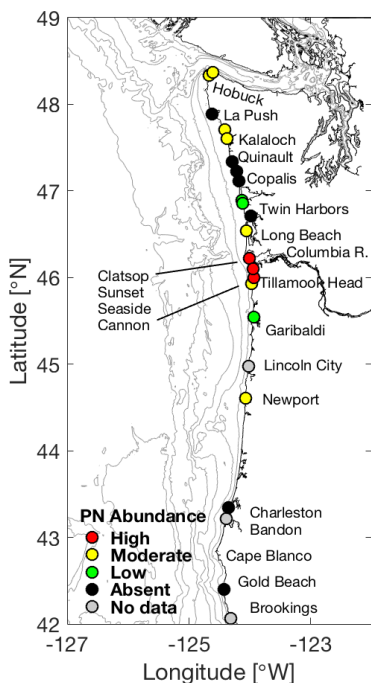 49
48
47
46
45
44
43
42
Latitude [°N]
Hobuck
La Push
Kalaloch
Quinault
Copalis
Twin Harbors
Long Beach
Columbia R.
Clatsop
Sunset
Seaside
Cannon
Tillamook Head
Garibaldi
Lincoln City
Newport
Charleston
Bandon
Cape Blanco
Gold Beach
Brookings
PN Abundance
High
Moderate
Low
Absent
No data
-127
-125
-123
Longitude [°W]